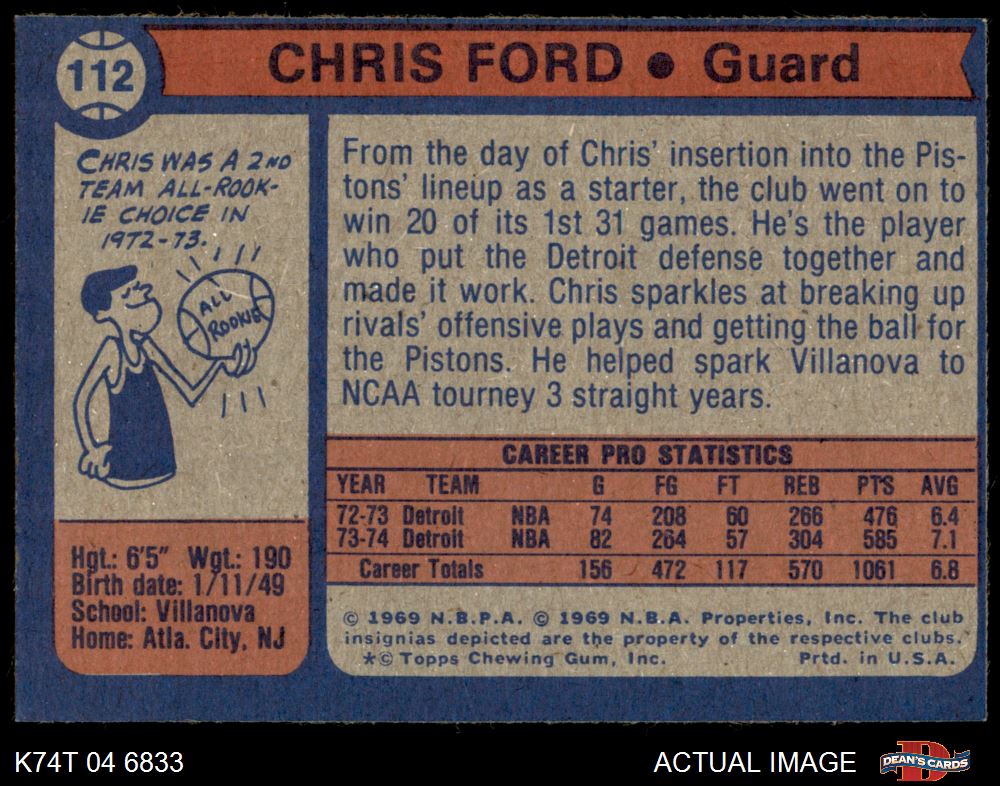 112
CHRIS FORD ● Guard
CHRIS WAS A 2ND
TEAM ALL-ROOK-
IE CHOICE IN
1972-73.
ALL
ROOKIE
Hgt.: 6'5" Wgt.: 190
Birth date: 1/11/49
School: Villanova
Home: Atla. City, NJ
From the day of Chris' insertion into the Pis-
tons' lineup as a starter, the club went on to
win 20 of its 1st 31 games. He's the player
who put the Detroit defense together and
made it work. Chris sparkles at breaking up
rivals' offensive plays and getting the ball for
the Pistons. He helped spark Villanova to
NCAA tourney 3 straight years.
CAREER PRO STATISTICS
YEAR TEAM G FG FT REB PTS AVG
72-73 Detroit NBA 74 208 60 266 476 6.4
73-74 Detroit NBA 82 264 57 304 585 7.1
Career Totals 156 472 117 570 1061 6.8
© 1969 N.B.P.A. © 1969 N.B.A. Properties, Inc. The club
insignias depicted are the property of the respective clubs.
*© Topps Chewing Gum, Inc. Prtd. in U.S.A.
K74T 04 6833 ACTUAL IMAGE
D
DEAN'S CARDS